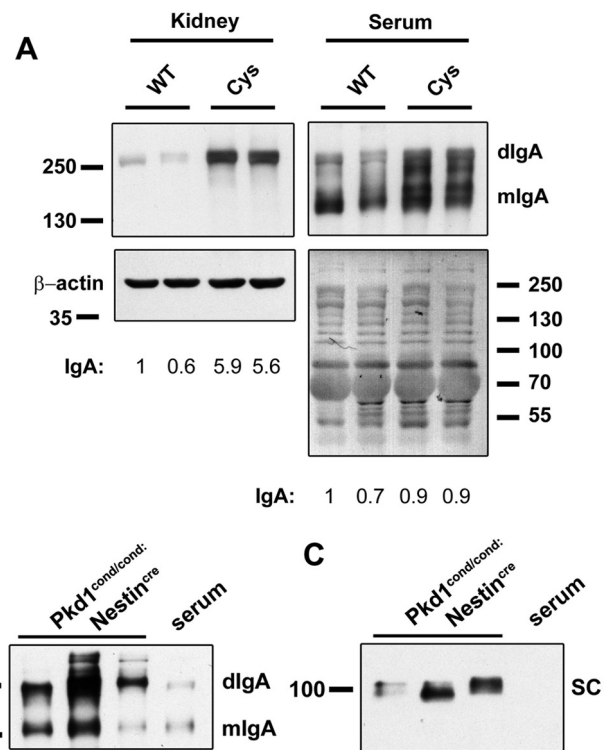 Kidney Serum
A
WT Cys WT Cys
250
130
dIgA
mIgA
β–actin
35
250
130
100
70
55
IgA: 1 0.6 5.9 5.6
IgA: 1 0.7 0.9 0.9
Pkd1cond/cond:
Nestincre
serum
dIgA
mIgA
C
Pkd1cond/cond:
Nestincre
serum
100
SC